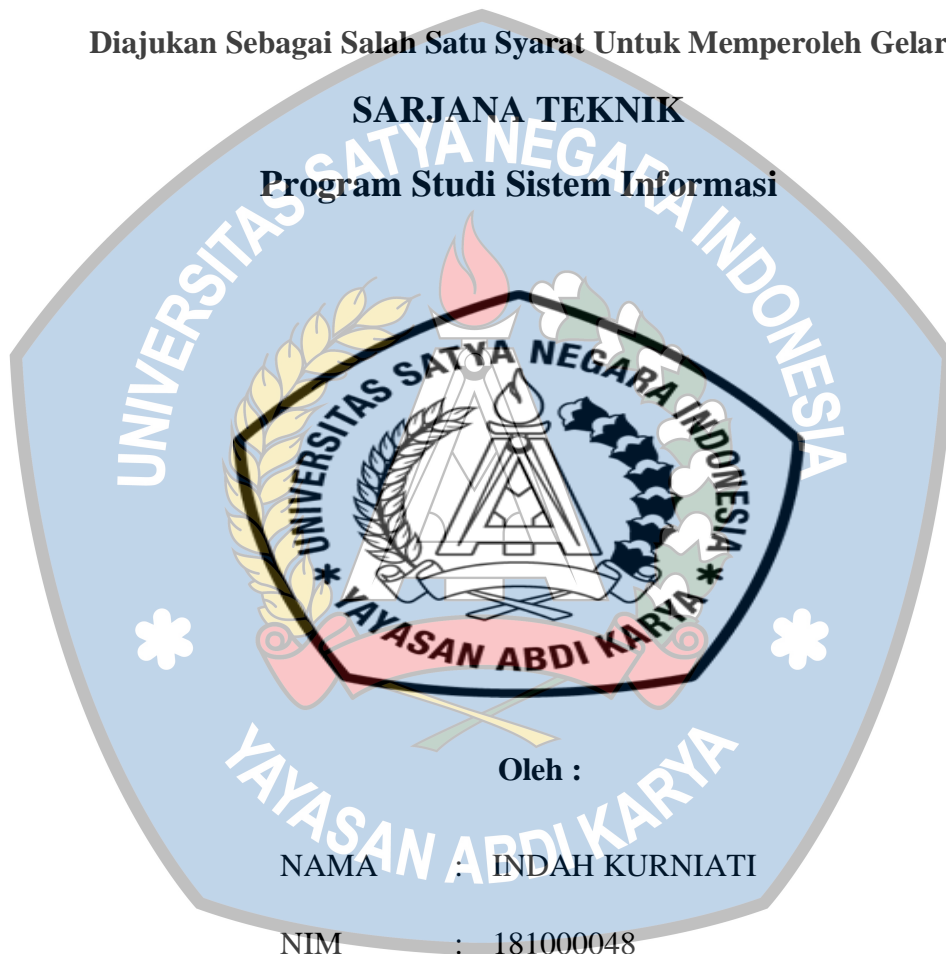 Diajukan Sebagai Salah Satu Syarat Untuk Memperoleh Gelar
SARJANA TEKNIK
Program Studi Sistem Informasi
UNIVERSITAS SATYA NEGARA INDONESIA
YAYASAN ABDI KARYA
UNIVERSITAS SATYA NEGARA INDONESIA
* YAYASAN ABDI KARYA *
Oleh :
NAMA : INDAH KURNIATI
NIM : 181000048